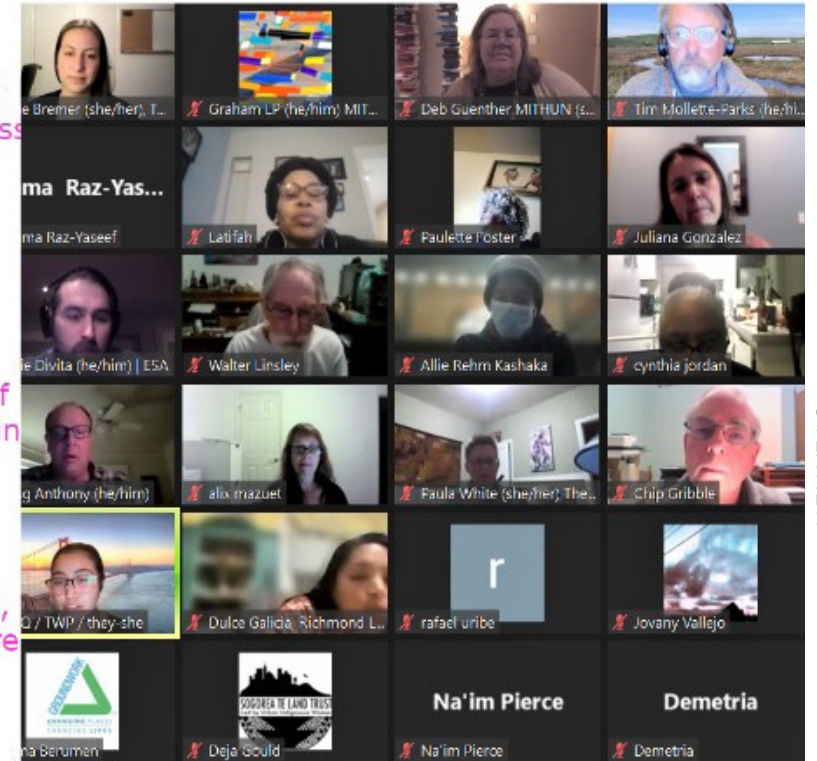 ss
f
in
,
re
e Bremer (she/her), T...
Graham LP (he/him) MIT...
Deb Guenther MITHUN (s...
Tim Mollette-Parks (he/hi...
ma Raz-Yas...
ma Raz-Yaseef
Latifah
Paulette Foster
Juliana Gonzalez
ie Divita (he/him) | ESA
Walter Linsley
Allie Rehm Kashaka
cynthia jordan
g Anthony (he/him)
alix mazuet
Paula White (she/her) The...
Chip Gribble
Q / TWP / they-she
Dulce Galicia, Richmond L...
r
rafael uribe
Jovany Vallejo
GROUNDWORK
CHANGING PLACES
CHANGING LIVES
ma Berumen
SOGOREA TE LAND TRUST
Deja Gould
Na'im Pierce
Na'im Pierce
Demetria
Demetria